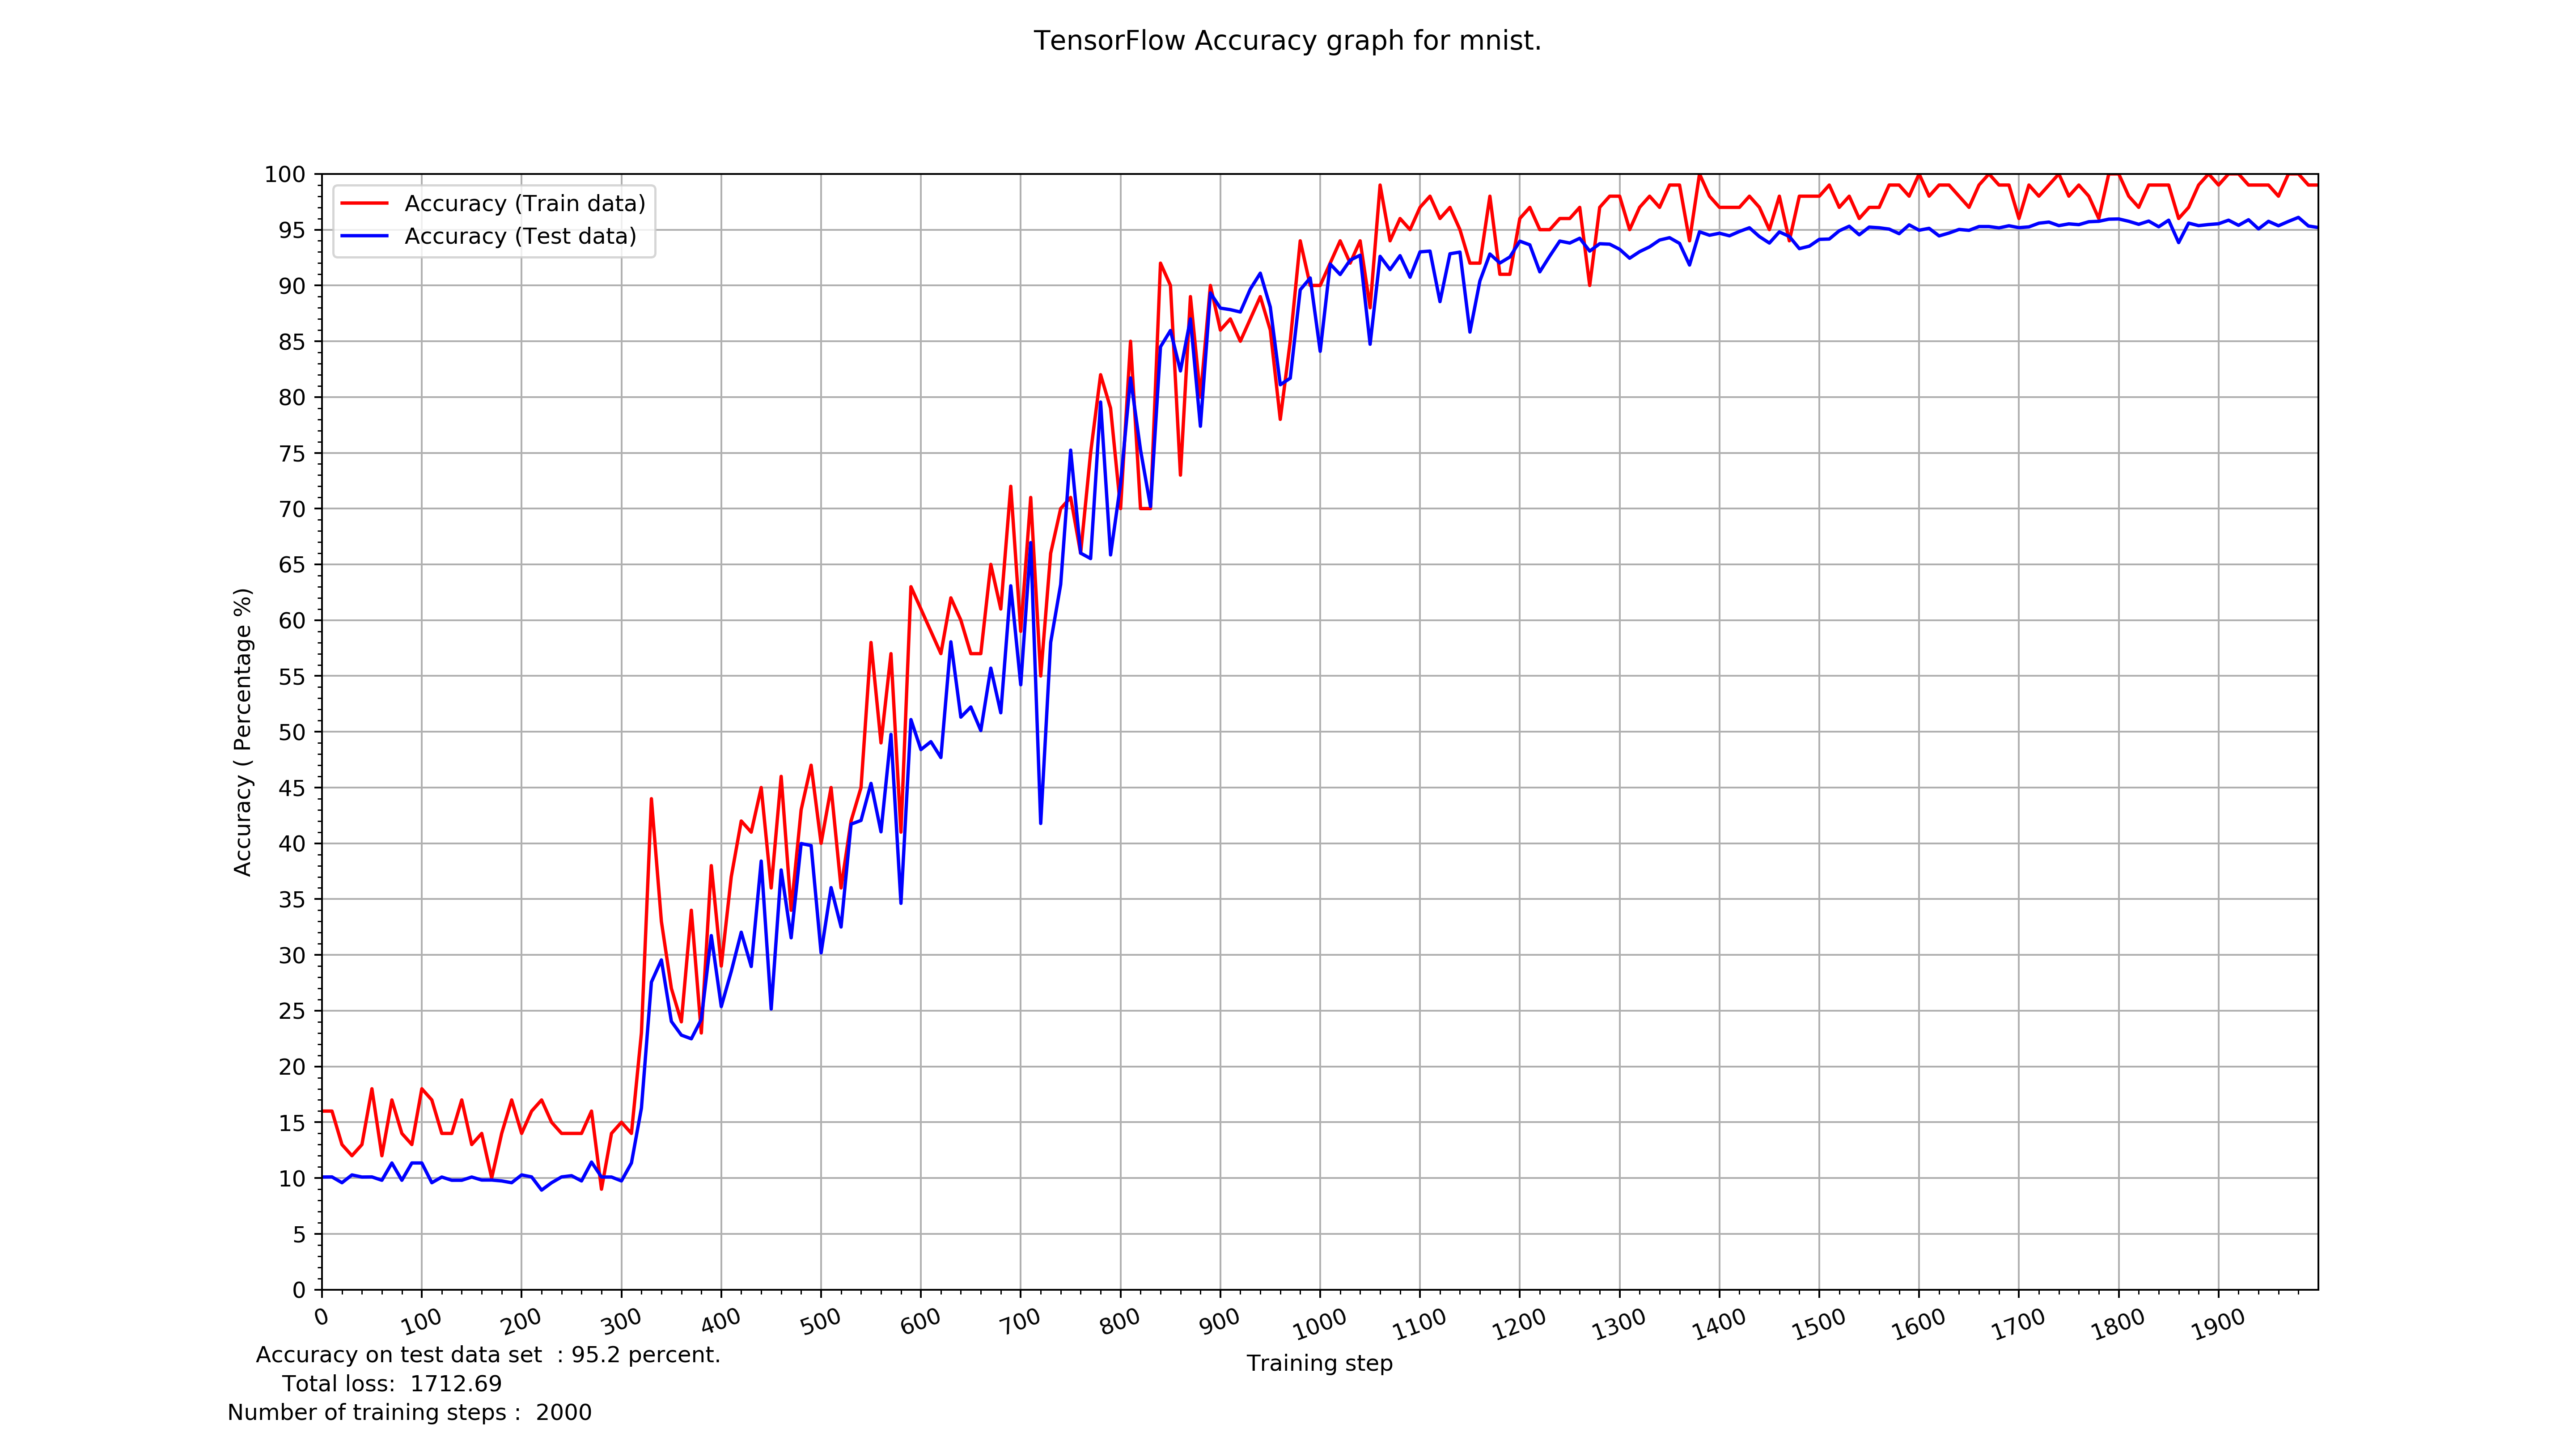 TensorFlow Accuracy graph for mnist.
Accuracy (Train data)
Accuracy (Test data)
Accuracy ( Percentage %)
100
95
90
85
80
75
70
65
60
55
50
45
40
35
30
25
20
15
10
5
0
0 100 200 300 400 500 600 700 800 900 1000 1100 1200 1300 1400 1500 1600 1700 1800 1900
Training step
Accuracy on test data set  : 95.2 percent.
Total loss:  1712.69
Number of training steps :  2000